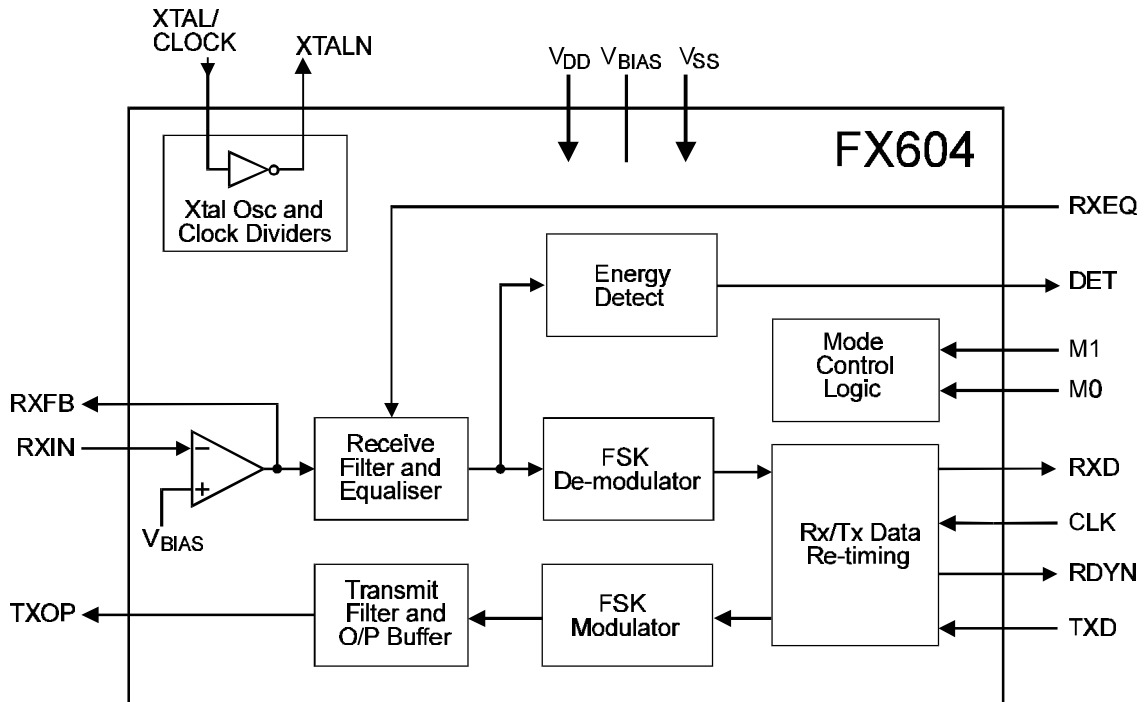 XTAL/
CLOCK
XTALN
VDD
VBIAS
VSS
FX604
Xtal Osc and
Clock Dividers
RXEQ
Energy
Detect
DET
Mode
Control
Logic
M1
M0
RXFB
RXIN
−
+
VBIAS
Receive
Filter and
Equaliser
FSK
De-modulator
Rx/Tx Data
Re-timing
RXD
CLK
RDYN
TXD
TXOP
Transmit
Filter and
O/P Buffer
FSK
Modulator